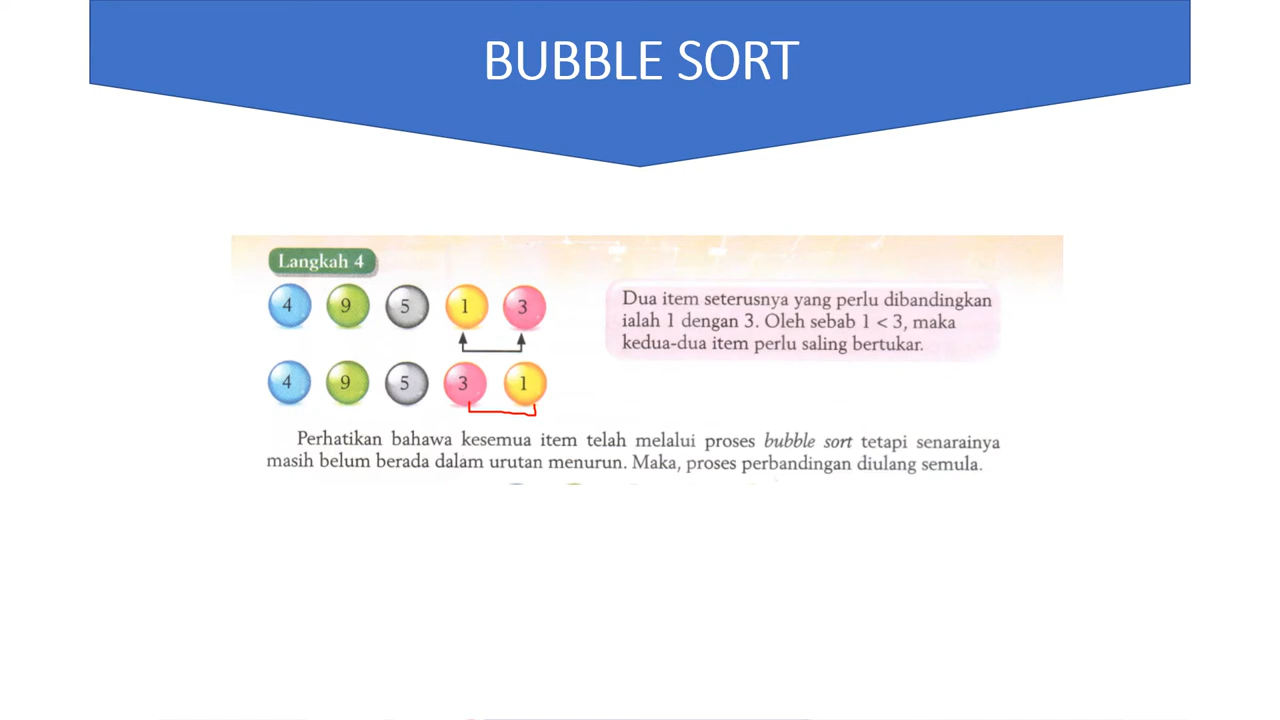 BUBBLE SORT
Langkah 4
4 9 5 1 3
Dua item seterusnya yang perlu dibandingkan
ialah 1 dengan 3. Oleh sebab 1 < 3, maka
kedua-dua item perlu saling bertukar.
4 9 5 3 1
Perhatikan bahawa kesemua item telah melalui proses bubble sort tetapi senarainya
masih belum berada dalam urutan menurun. Maka, proses perbandingan diulang semula.